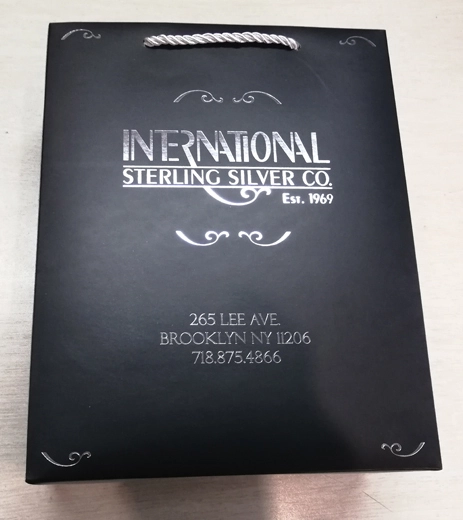 INTERNATIONAL
STERLING SILVER CO.
EST. 1969
265 LEE AVE.
BROOKLYN NY 11206
718.875.4866